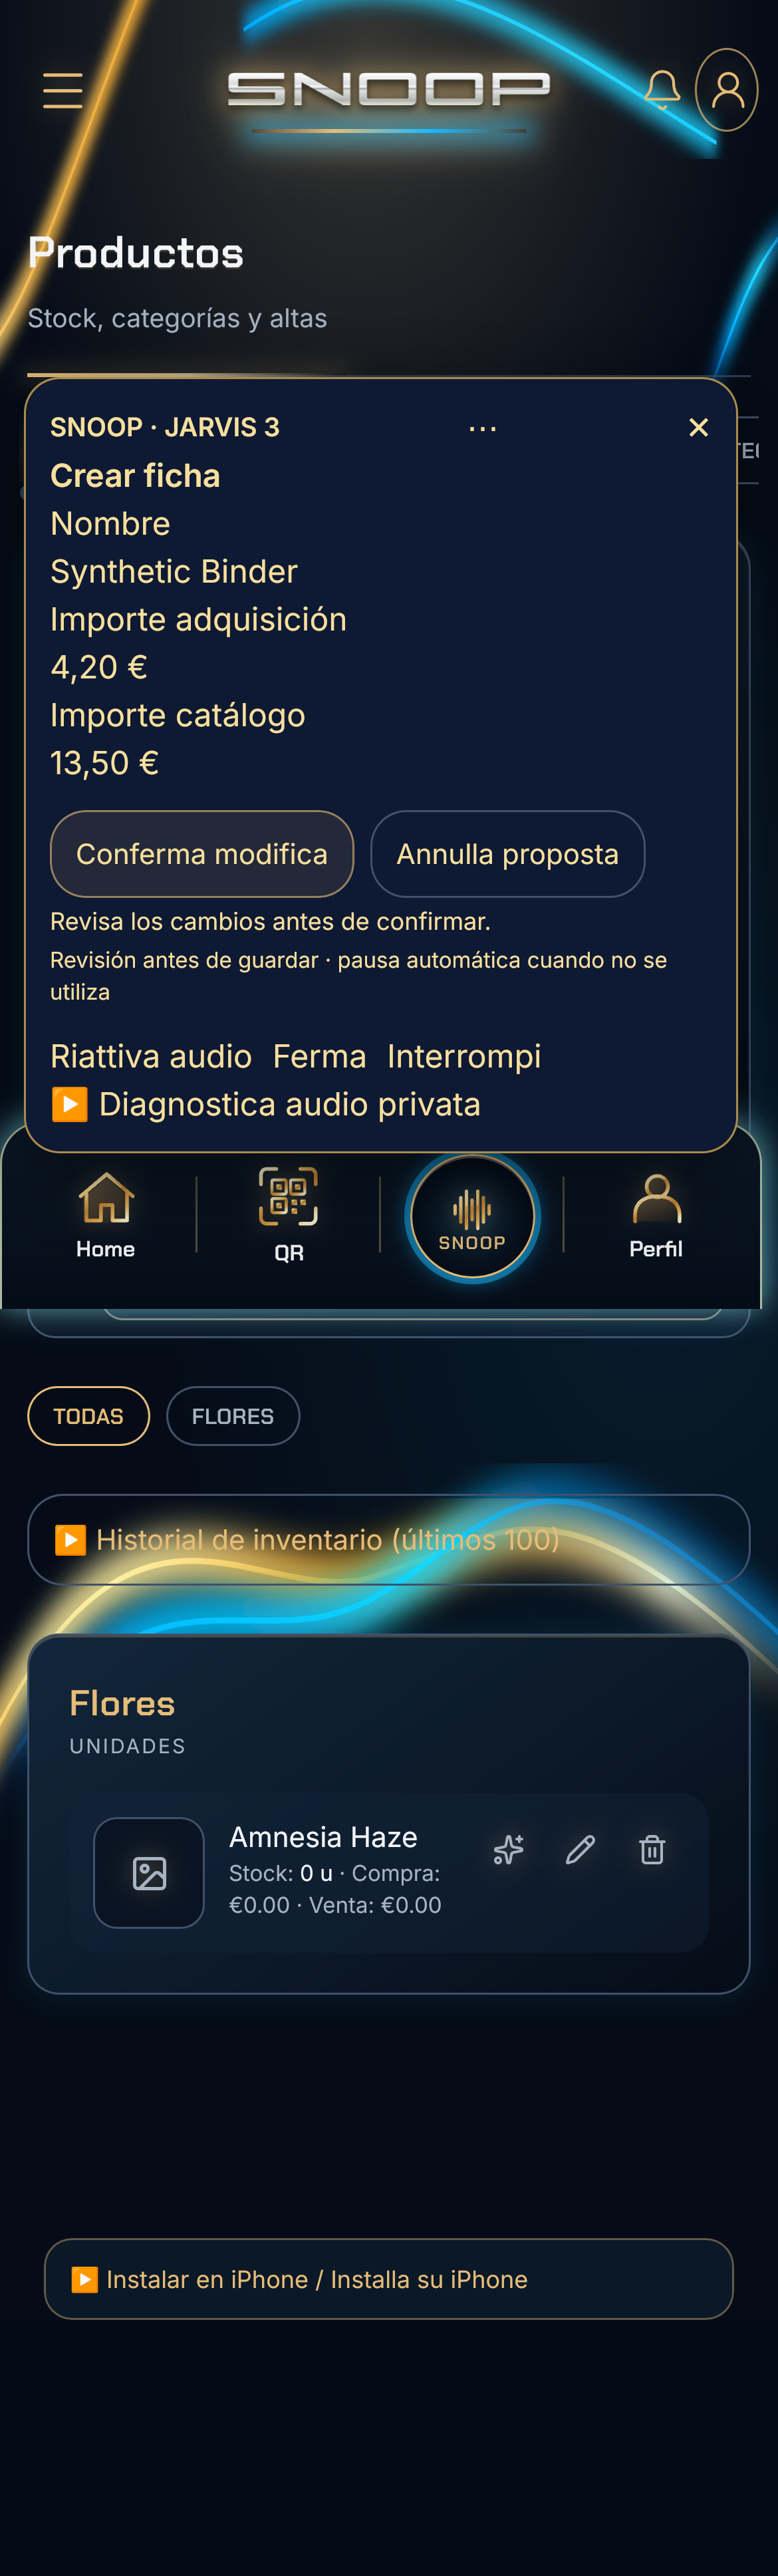 SNOOP
Productos
Stock, categorías y altas
SNOOP · JARVIS 3 ... ✕
Crear ficha
Nombre
Synthetic Binder
Importe adquisición
4,20 €
Importe catálogo
13,50 €
Conferma modifica Annulla proposta
Revisa los cambios antes de confirmar.
Revisión antes de guardar · pausa automática cuando no se
utiliza
Riattiva audio Ferma Interrompi
▶️ Diagnostica audio privata
Home QR SNOOP Perfil
TODAS FLORES
▶️ Historial de inventario (últimos 100)
Flores
UNIDADES
Amnesia Haze
Stock: 0 u · Compra:
€0.00 · Venta: €0.00
▶️ Instalar en iPhone / Installa su iPhone